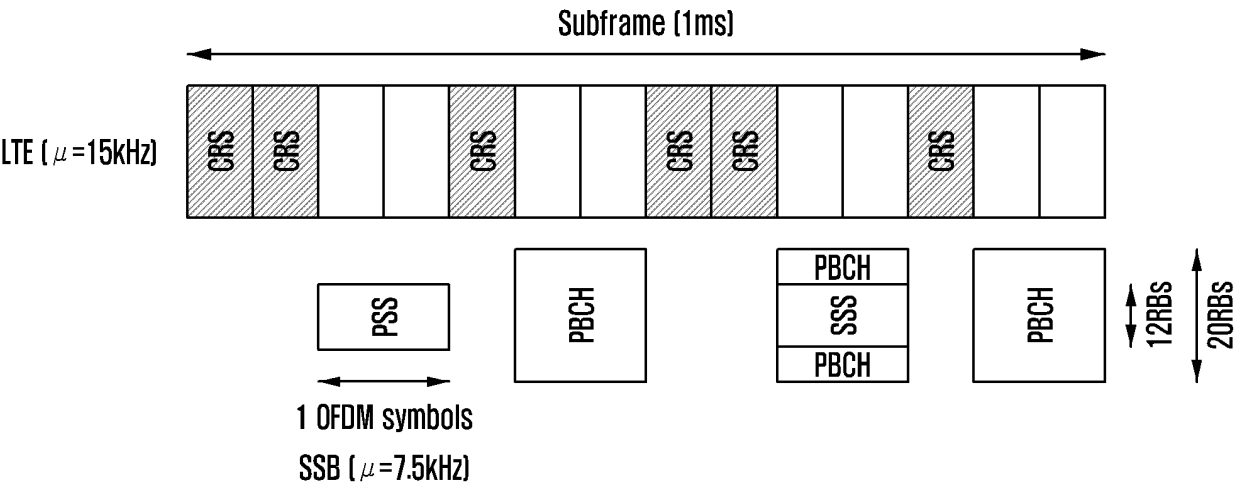 Subframe (1ms)
LTE ( μ=15kHz)
CRS
CRS
CRS
CRS
CRS
CRS
PSS
PBCH
PBCH
SSS
PBCH
PBCH
12RBs
20RBs
1 OFDM symbols
SSB ( μ=7.5kHz)